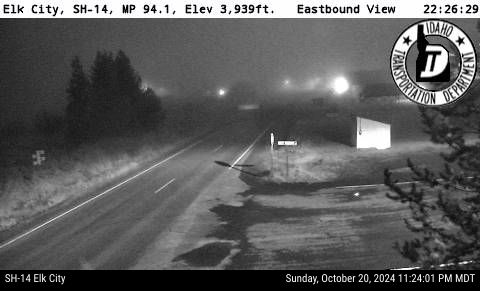 Elk City, SH-14, MP 94.1, Elev 3,939ft. Eastbound View 22:26:29
IDAHO
TRANSPORTATION DEPARTMENT
SH-14 Elk City Sunday, October 20, 2024 11:24:01 PM MDT